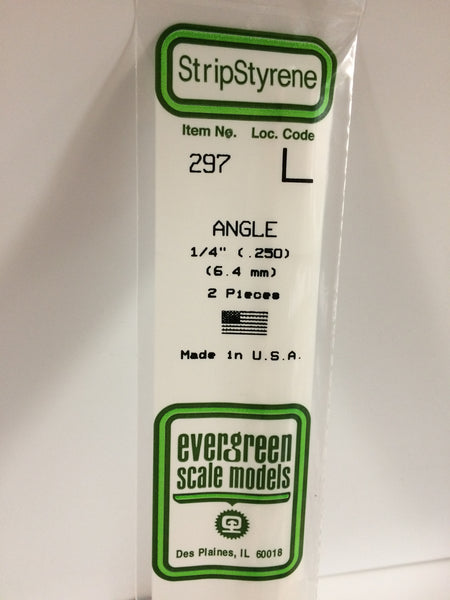 StripStyrene
Item No. Loc. Code
297 L
ANGLE
1/4" (.250)
(6.4 mm)
2 Pieces
Made in U.S.A.
evergreen
scale models
Des Plaines, IL 60018